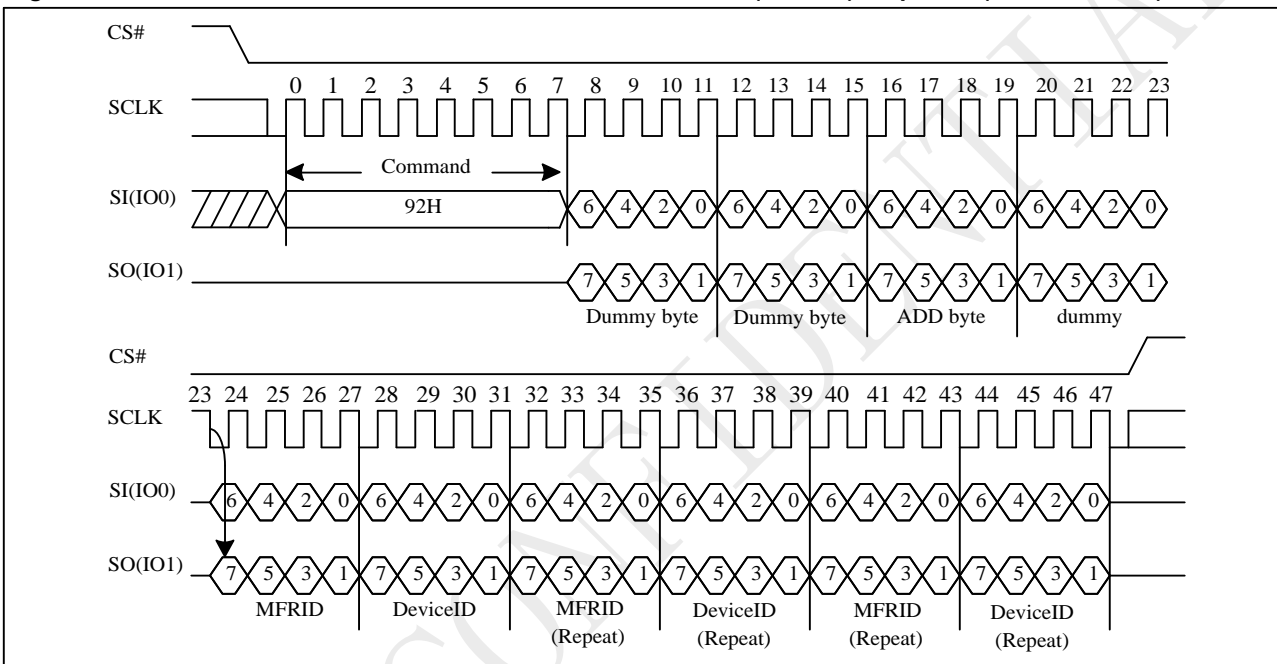 CS#
0 1 2 3 4 5 6 7 8 9 10 11 12 13 14 15 16 17 18 19 20 21 22 23
SCLK
Command
SI(IO0)
92H
6 4 2 0 6 4 2 0 6 4 2 0 6 4 2 0
SO(IO1)
7 5 3 1 7 5 3 1 7 5 3 1 7 5 3 1
Dummy byte Dummy byte ADD byte dummy
CS#
23 24 25 26 27 28 29 30 31 32 33 34 35 36 37 38 39 40 41 42 43 44 45 46 47
SCLK
SI(IO0)
6 4 2 0 6 4 2 0 6 4 2 0 6 4 2 0 6 4 2 0 6 4 2 0
SO(IO1)
7 5 3 1 7 5 3 1 7 5 3 1 7 5 3 1 7 5 3 1 7 5 3 1
MFRID DeviceID MFRID DeviceID MFRID DeviceID
(Repeat) (Repeat) (Repeat) (Repeat)